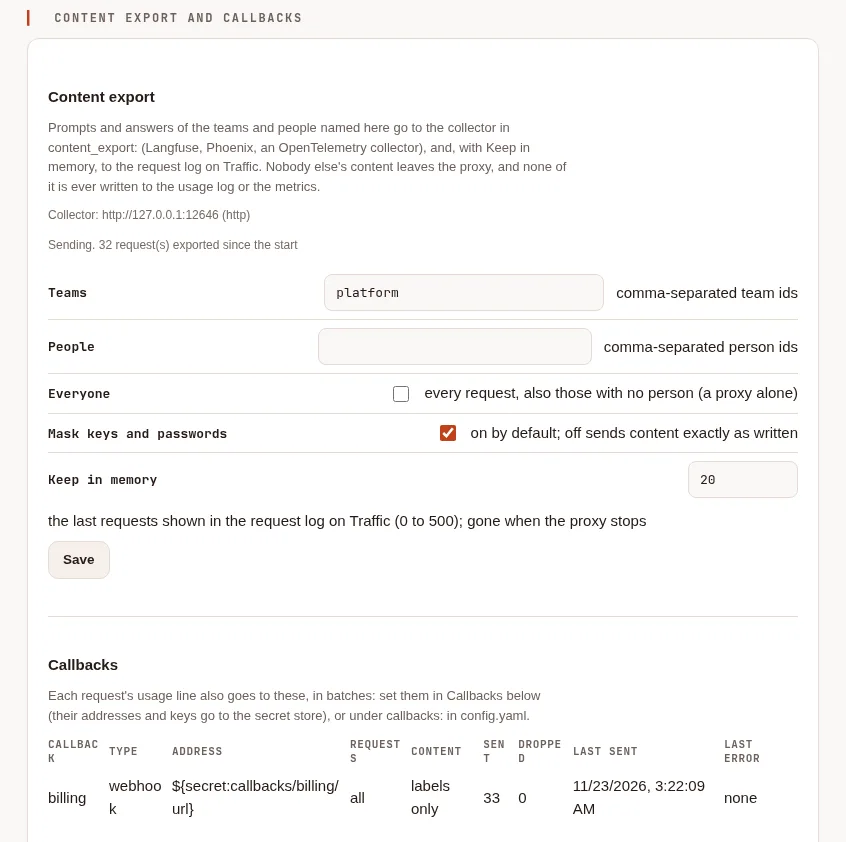 CONTENT EXPORT AND CALLBACKS
Content export
Prompts and answers of the teams and people named here go to the collector in
content_export: (Langfuse, Phoenix, an OpenTelemetry collector), and, with Keep in
memory, to the request log on Traffic. Nobody else's content leaves the proxy, and none of
it is ever written to the usage log or the metrics.
Collector: http://127.0.0.1:12646 (http)
Sending. 32 request(s) exported since the start
Teams platform comma-separated team ids
People comma-separated person ids
Everyone every request, also those with no person (a proxy alone)
Mask keys and passwords on by default; off sends content exactly as written
Keep in memory 20
the last requests shown in the request log on Traffic (0 to 500); gone when the proxy stops
Save
Callbacks
Each request's usage line also goes to these, in batches: set them in Callbacks below
(their addresses and keys go to the secret store), or under callbacks: in config.yaml.
CALLBAC REQUEST SEN DROPPE LAST
K TYPE ADDRESS S CONTENT T D LAST SENT ERROR
webhoo ${secret:callbacks/billing/ labels 11/23/2026, 3:22:09
billing k url} all only 33 0 AM none